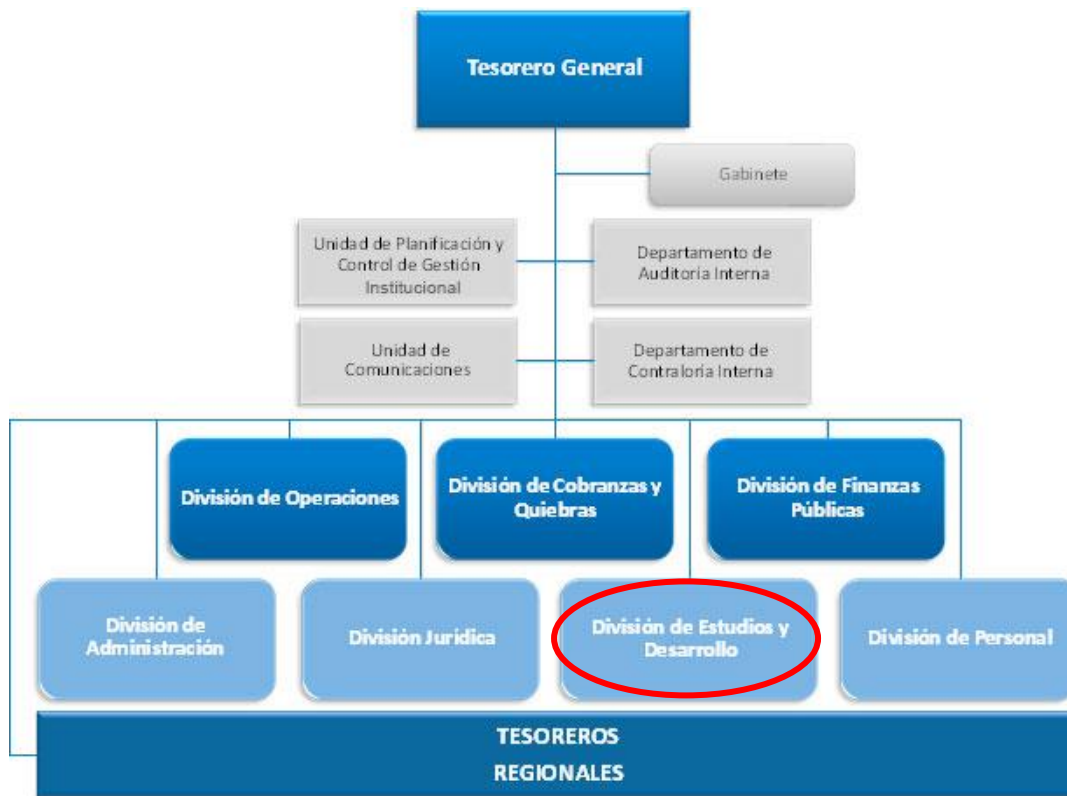 Tesorero General
Gabinete
Unidad de Planificación y
Control de Gestión
Institucional
Departamento de
Auditoría Interna
Unidad de
Comunicaciones
Departamento de
Contraloría Interna
División de Operaciones
División de Cobranzas y
Quiebras
División de Finanzas
Públicas
División de
Administración
División Jurídica
División de Estudios y
Desarrollo
División de Personal
TESOREROS
REGIONALES